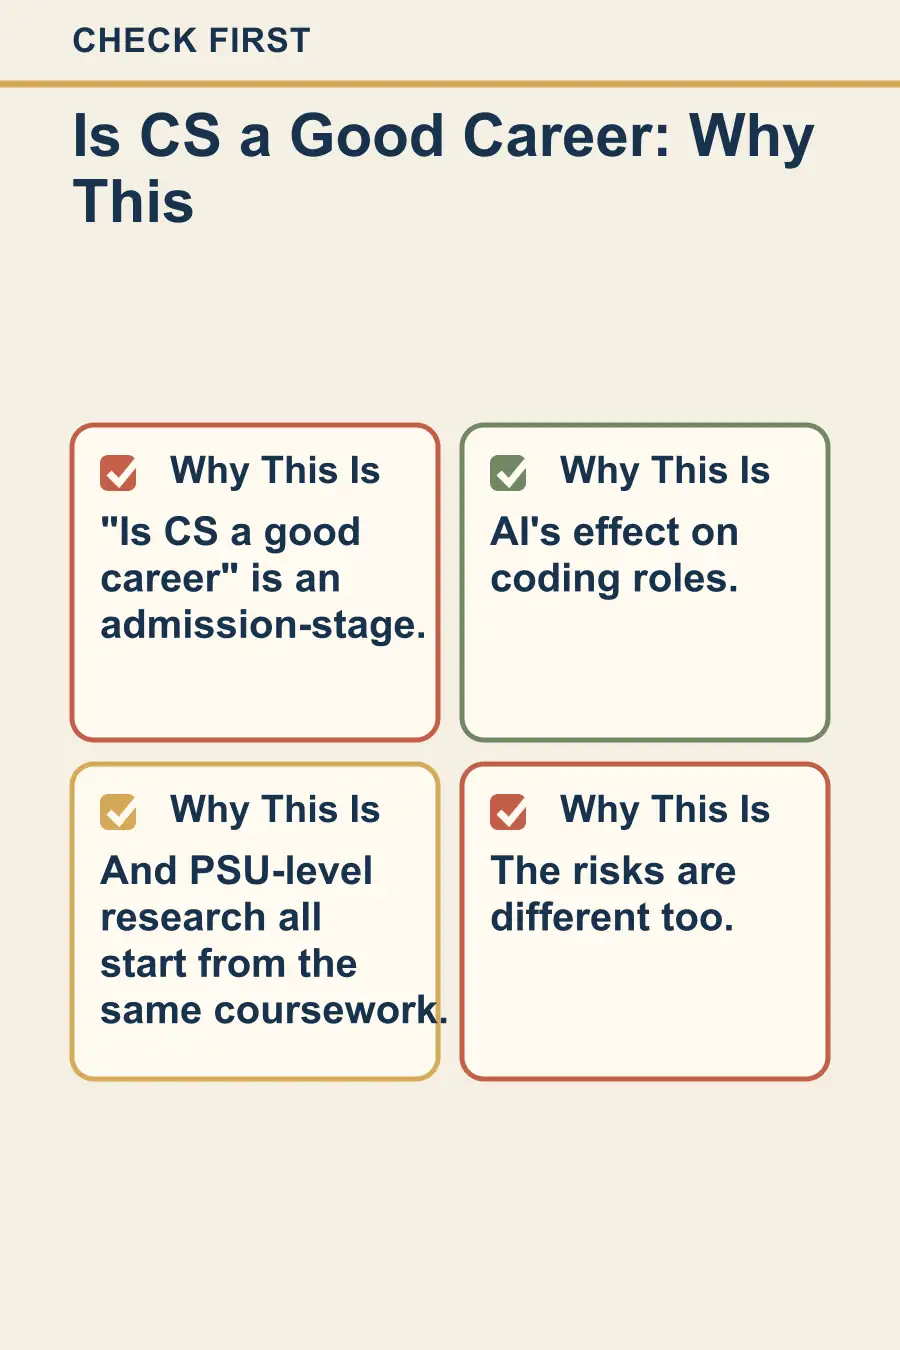 CHECK FIRST
Is CS a Good Career: Why
This
Why This Is
"Is CS a good
career" is an
admission-stage.
Why This Is
AI's effect on
coding roles.
Why This Is
And PSU-level
research all
start from the
same coursework.
Why This Is
The risks are
different too.